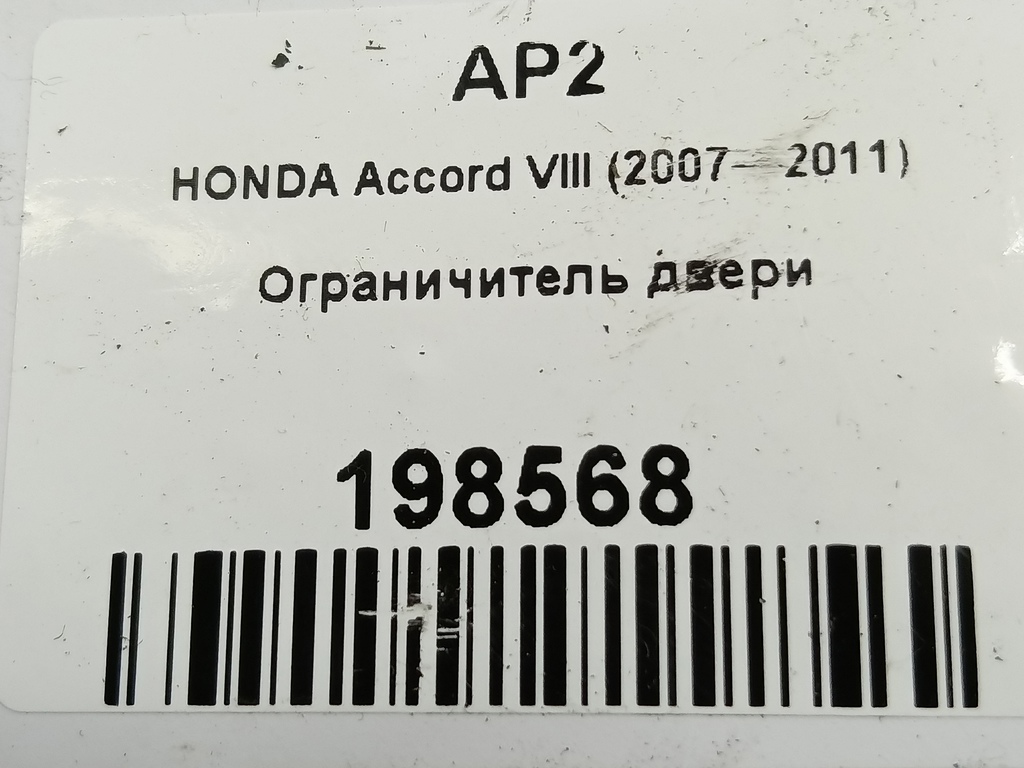 AP2
HONDA Accord VIII (2007— 2011)
Ограничитель двери
198568